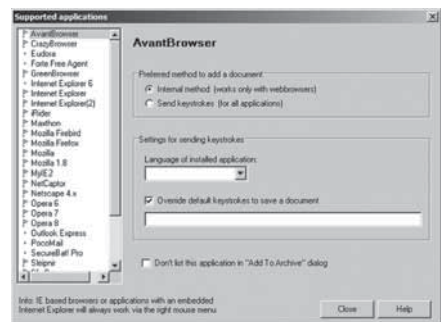 Supported applications
AvantBrowser
CrazyBrowser
Eudora
Forte Free Agent
GreenBrowser
Internet Explorer 6
Internet Explorer
Internet Explorer(2)
iRider
Maxthon
Mozilla Firebird
Mozilla Firefox
Mozilla
Mozilla 1.8
MyIE2
NetCaptor
Netscape 4.x
Opera 6
Opera 7
Opera 8
Outlook Express
PocoMail
SecureBat! Pro
Sleipnir
AvantBrowser
Preferred method to add a document
Internal method (works only with webbrowsers)
Send keystrokes (for all applications)
Settings for sending keystrokes
Language of installed application:
Override default keystrokes to save a document
Don't list this application in "Add To Archive" dialog
Info: IE based browsers or applications with an embedded
Internet Explorer will always work via the right mouse menu
Close
Help